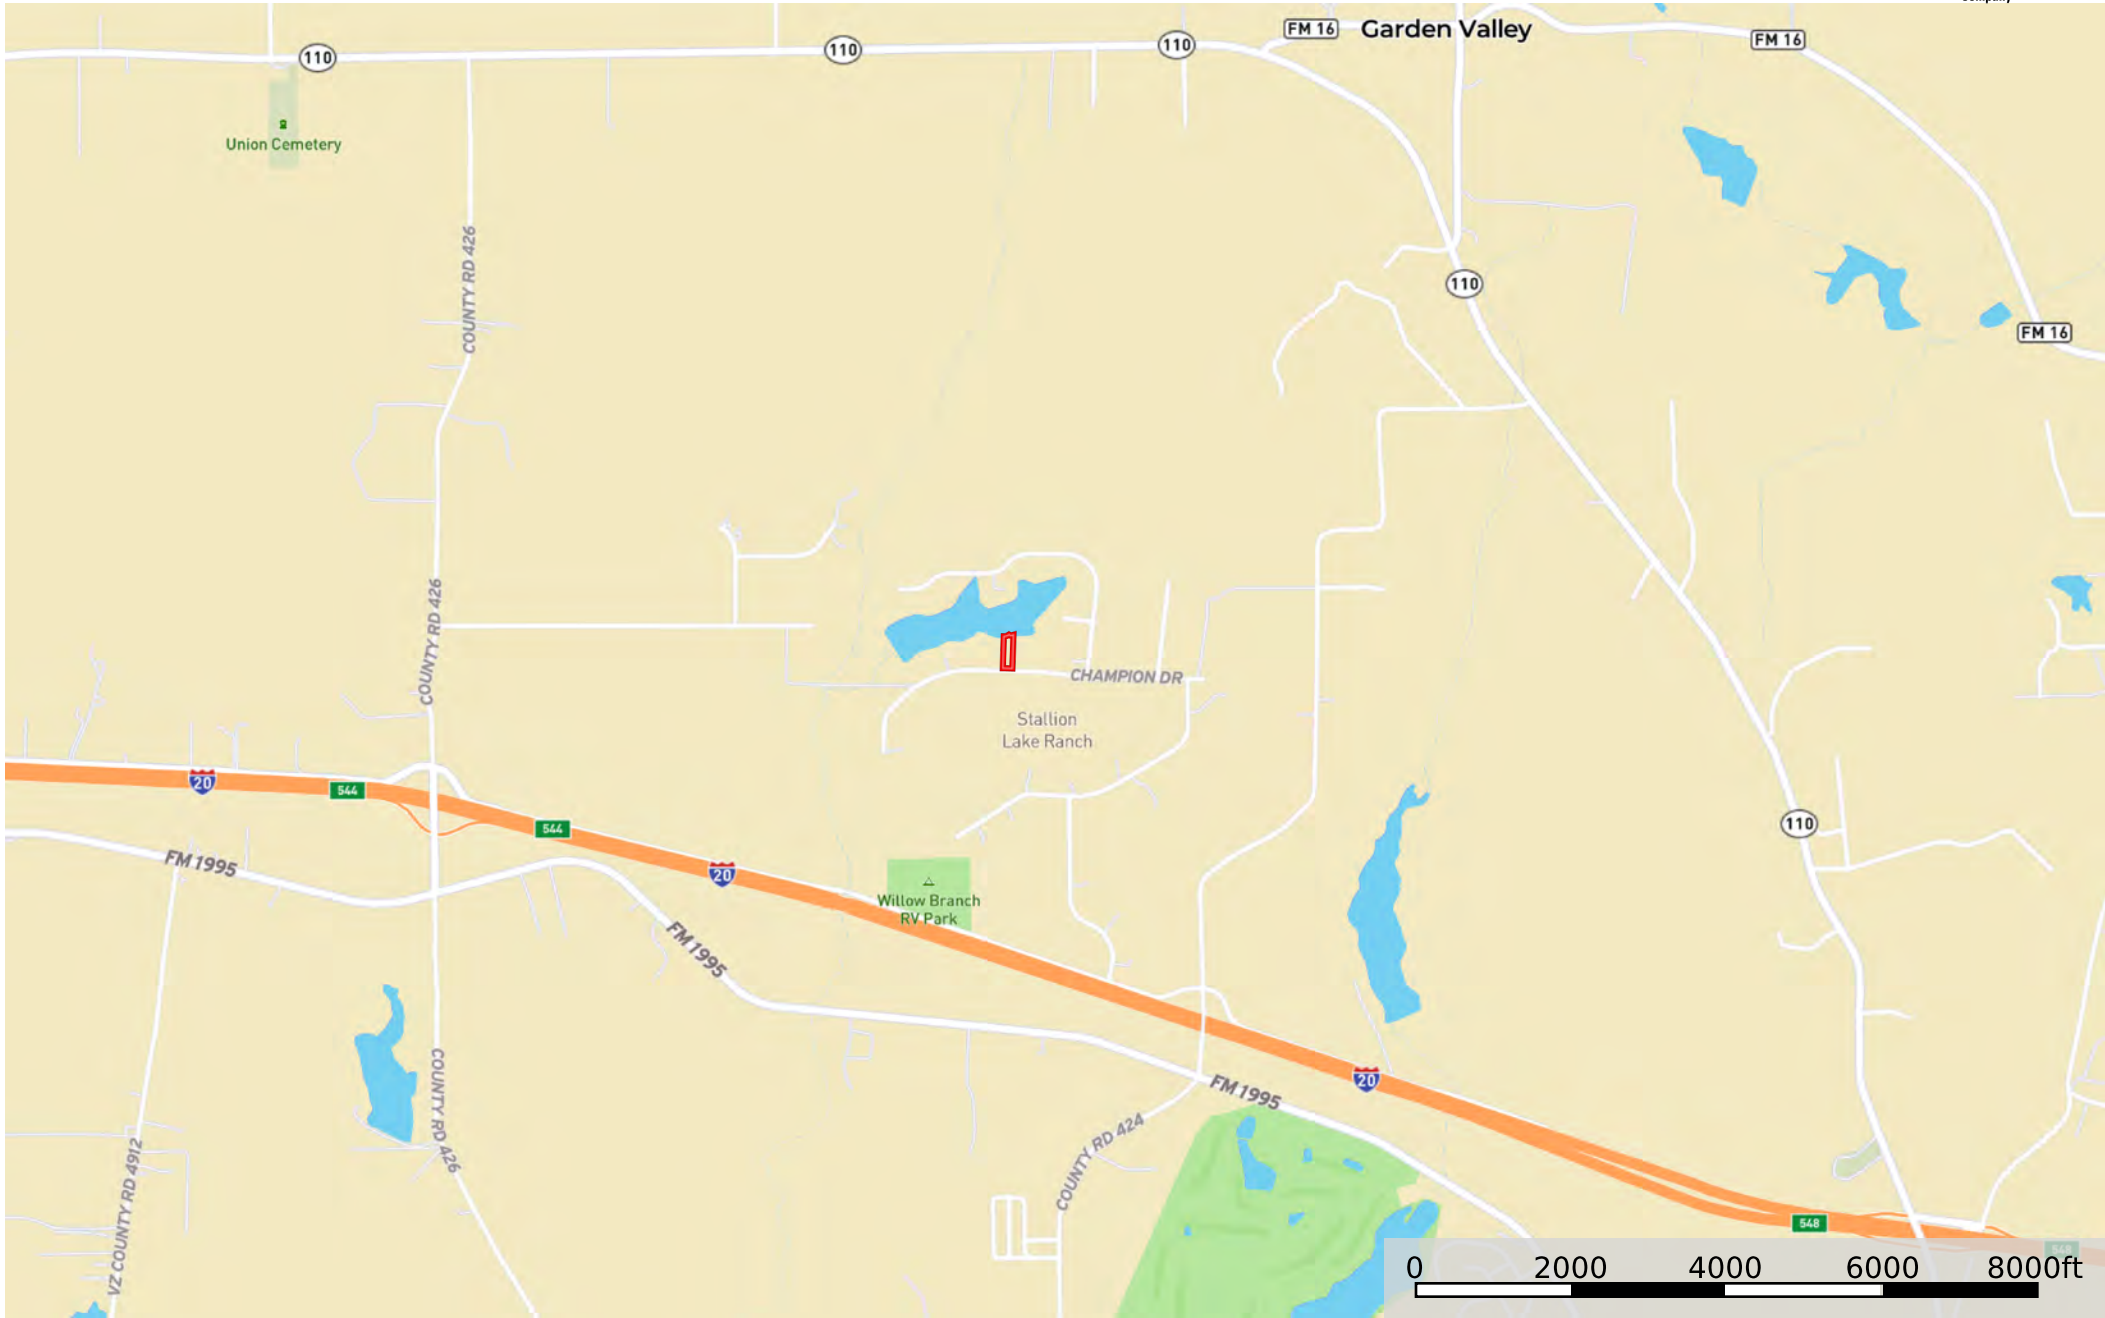 Company
FM 16
Garden Valley
110
110
110
FM 16
Union Cemetery
COUNTY RD 426
110
FM 16
COUNTY RD 426
CHAMPION DR
Stallion
Lake Ranch
20
544
544
FM 1995
20
110
Willow Branch
RV Park
FM 1995
COUNTY RD 426
20
FM 1995
COUNTY RD 424
VZ COUNTY RD 4912
548
548
0 2000 4000 6000 8000ft